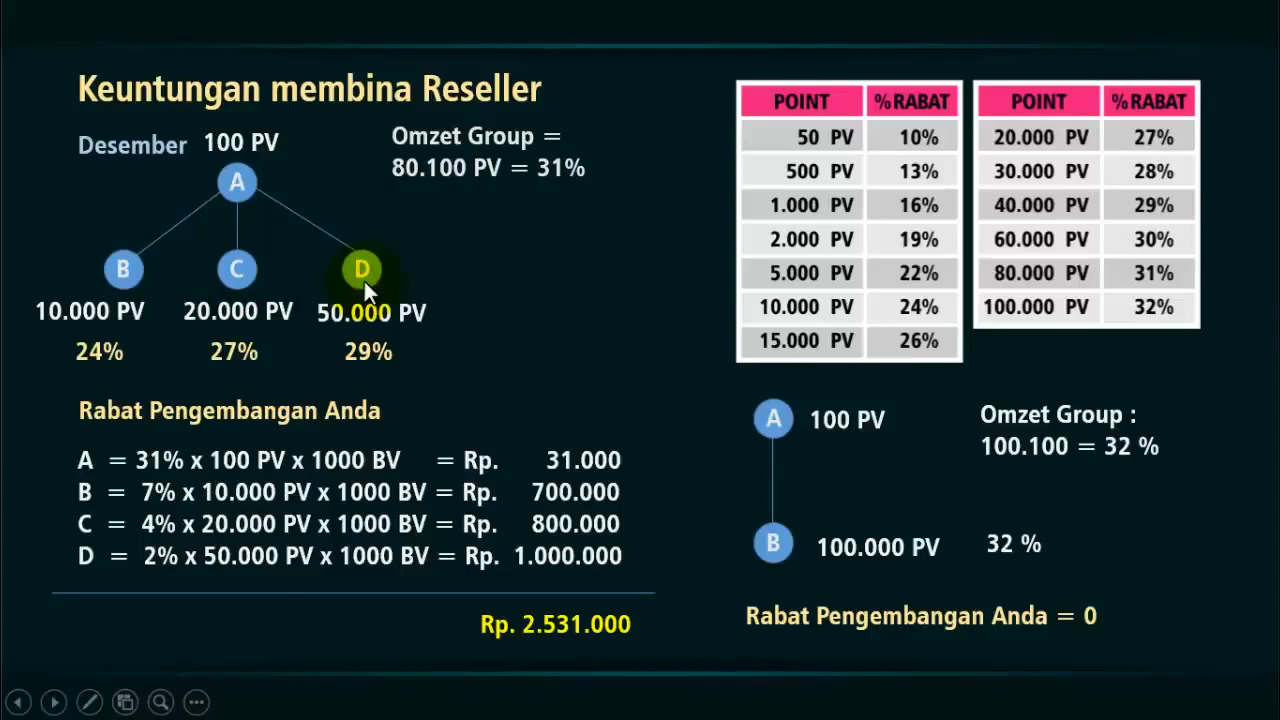 Keuntungan membina Reseller
Desember 100 PV
Omzet Group =
80.100 PV = 31%
A
B C D
10.000 PV 20.000 PV 50.000 PV
24% 27% 29%
Rabat Pengembangan Anda
A = 31% x 100 PV x 1000 BV = Rp. 31.000
B = 7% x 10.000 PV x 1000 BV = Rp. 700.000
C = 4% x 20.000 PV x 1000 BV = Rp. 800.000
D = 2% x 50.000 PV x 1000 BV = Rp. 1.000.000
Rp. 2.531.000
POINT %RABAT
50 PV 10%
500 PV 13%
1.000 PV 16%
2.000 PV 19%
5.000 PV 22%
10.000 PV 24%
15.000 PV 26%
POINT %RABAT
20.000 PV 27%
30.000 PV 28%
40.000 PV 29%
60.000 PV 30%
80.000 PV 31%
100.000 PV 32%
A 100 PV
Omzet Group :
100.100 = 32 %
B 100.000 PV 32 %
Rabat Pengembangan Anda = 0